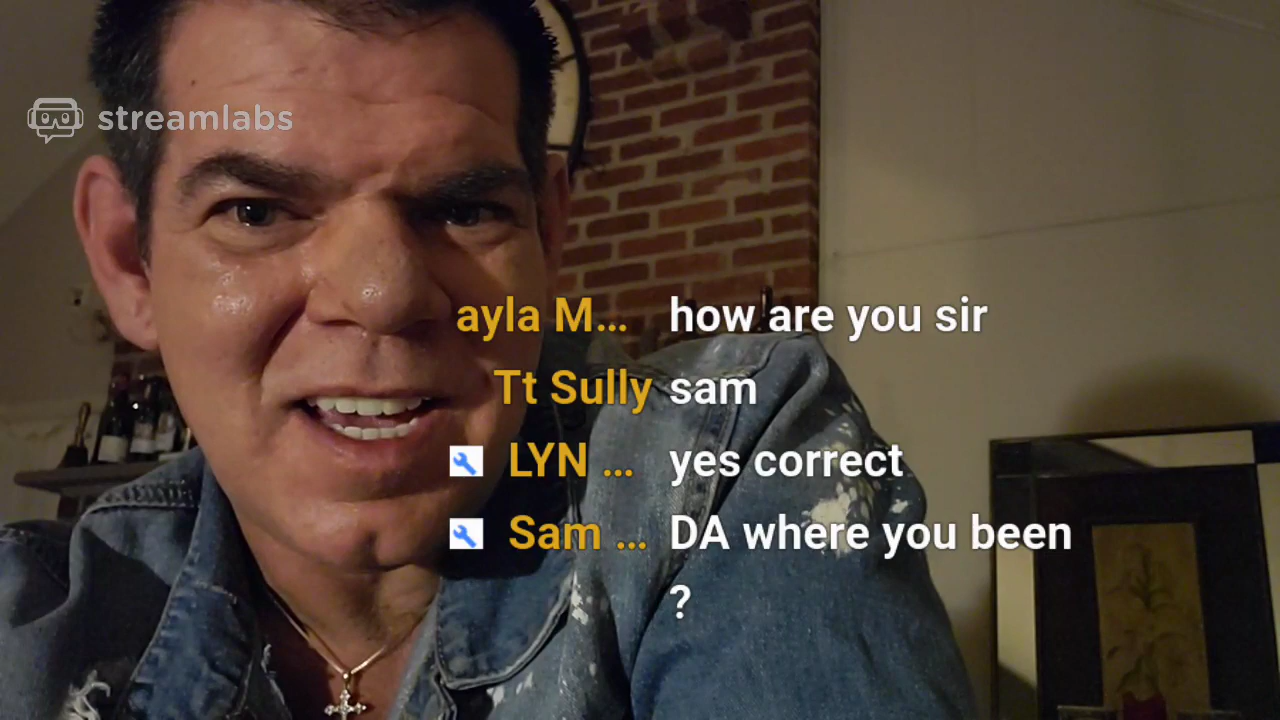 streamlabs
ayla M... how are you sir
Tt Sully sam
LYN ... yes correct
Sam ... DA where you been
?